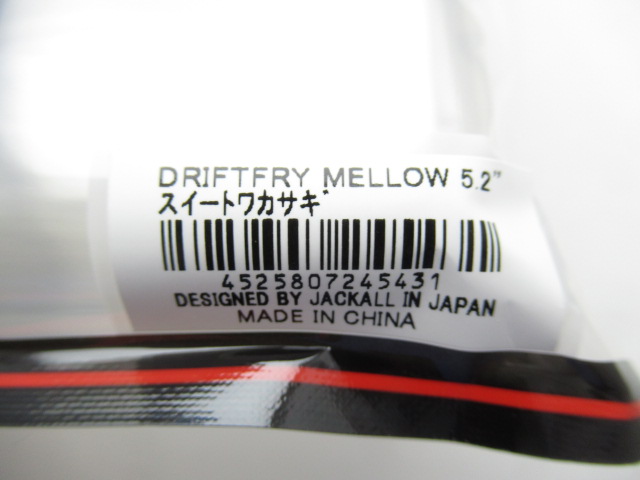 DRIFTFRY MELLOW 5.2"
スイートワカサギ
4525807245431
DESIGNED BY JACKALL IN JAPAN
MADE IN CHINA